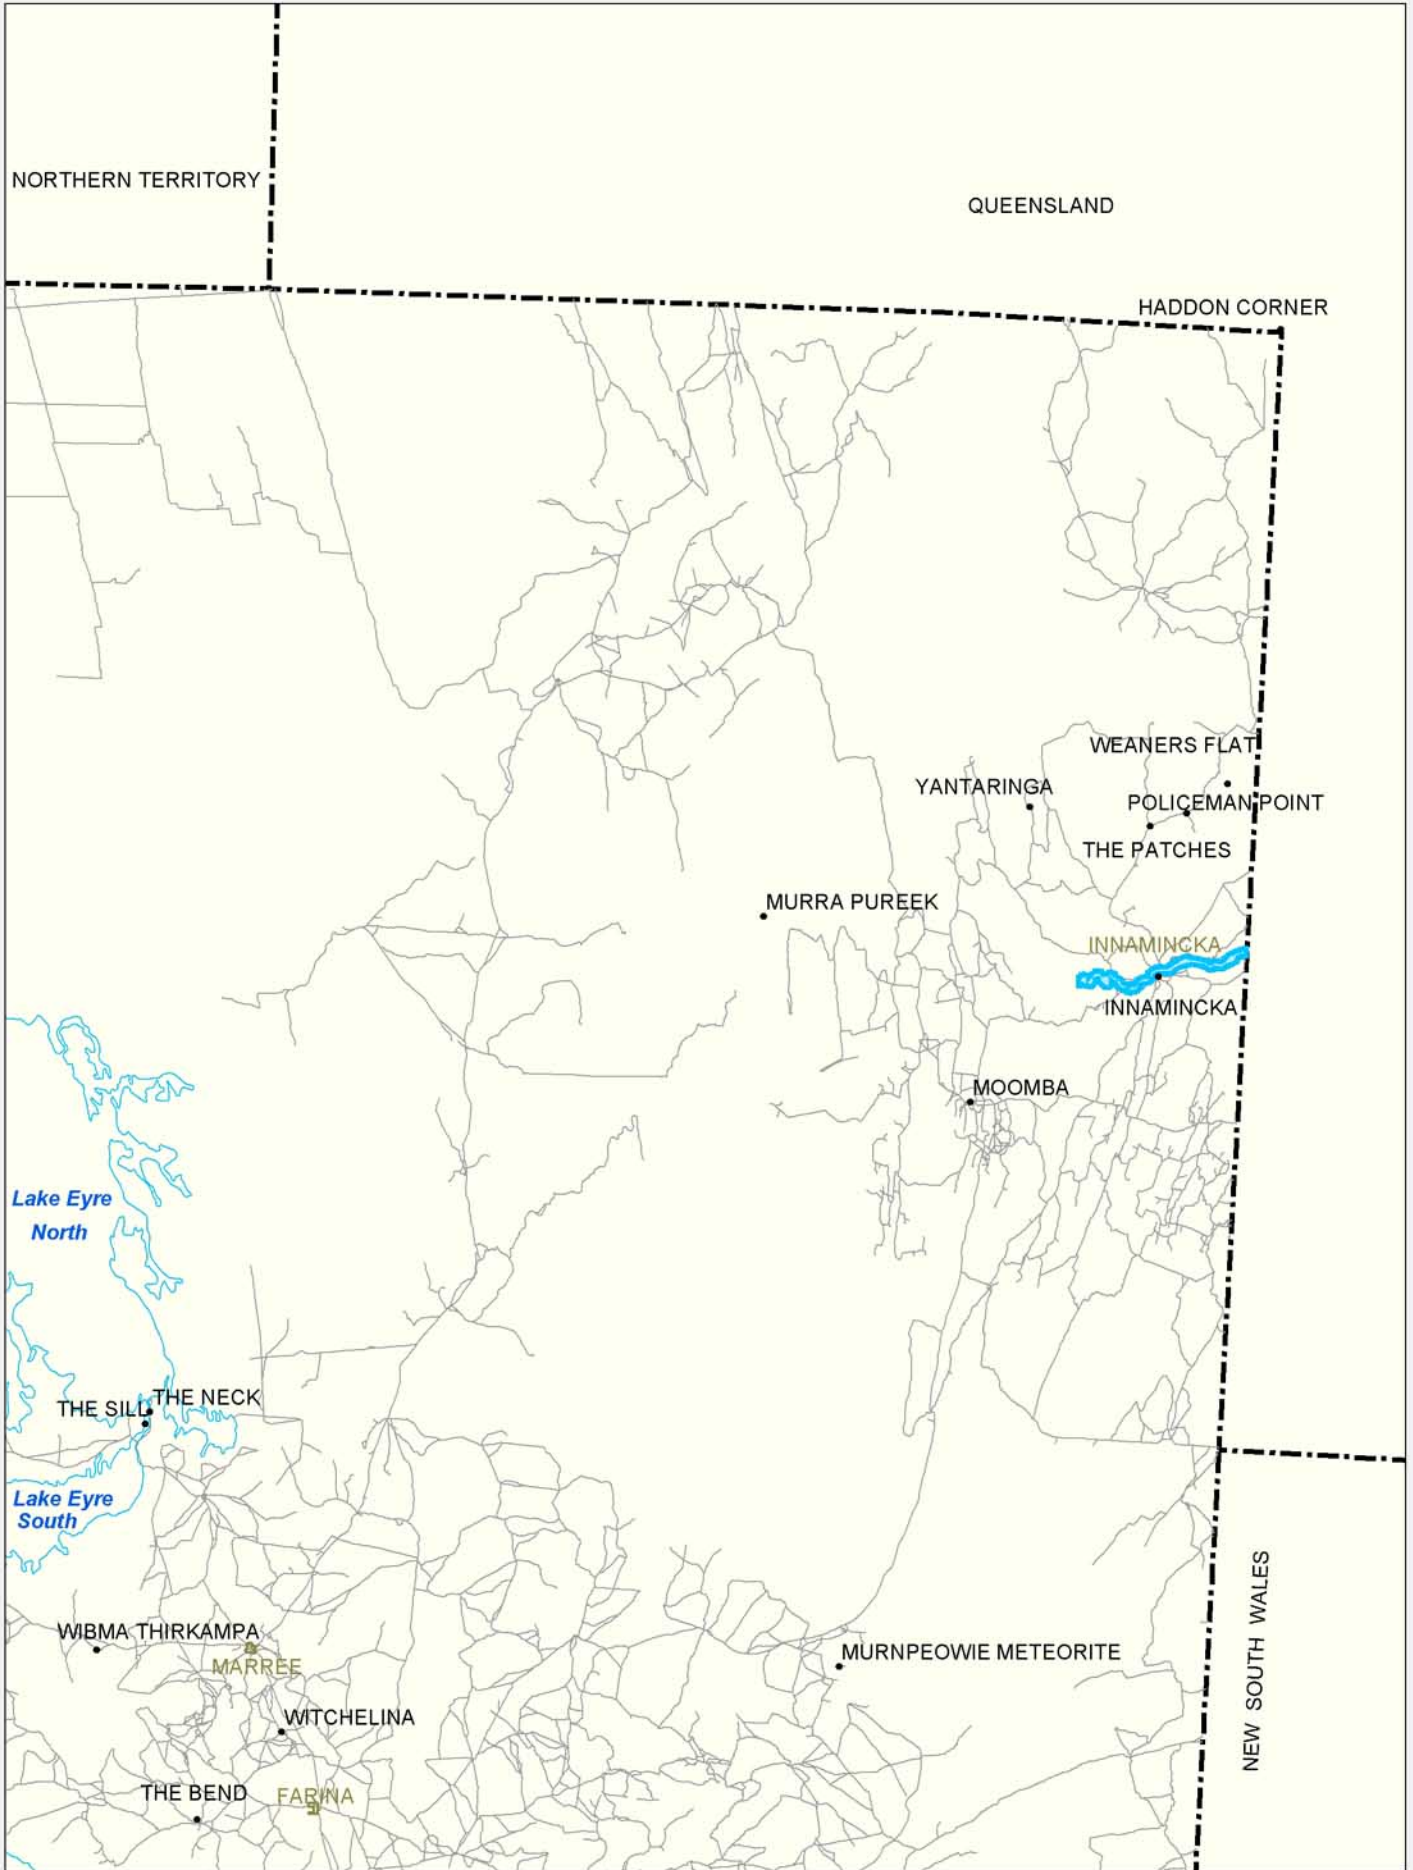 NORTHERN TERRITORY
QUEENSLAND
HADDON CORNER
WEANERS FLAT
YANTARINGA
POLICEMAN POINT
THE PATCHES
MURRA PUREEK
INNAMINCKA
INNAMINCKA
MOOMBA
Lake Eyre
North
THE NECK
THE SILL
Lake Eyre
South
NEW SOUTH WALES
WIBMA THIRKAMPA
MURNPEOWIE METEORITE
MARREE
WITCHELINA
THE BEND
FARINA